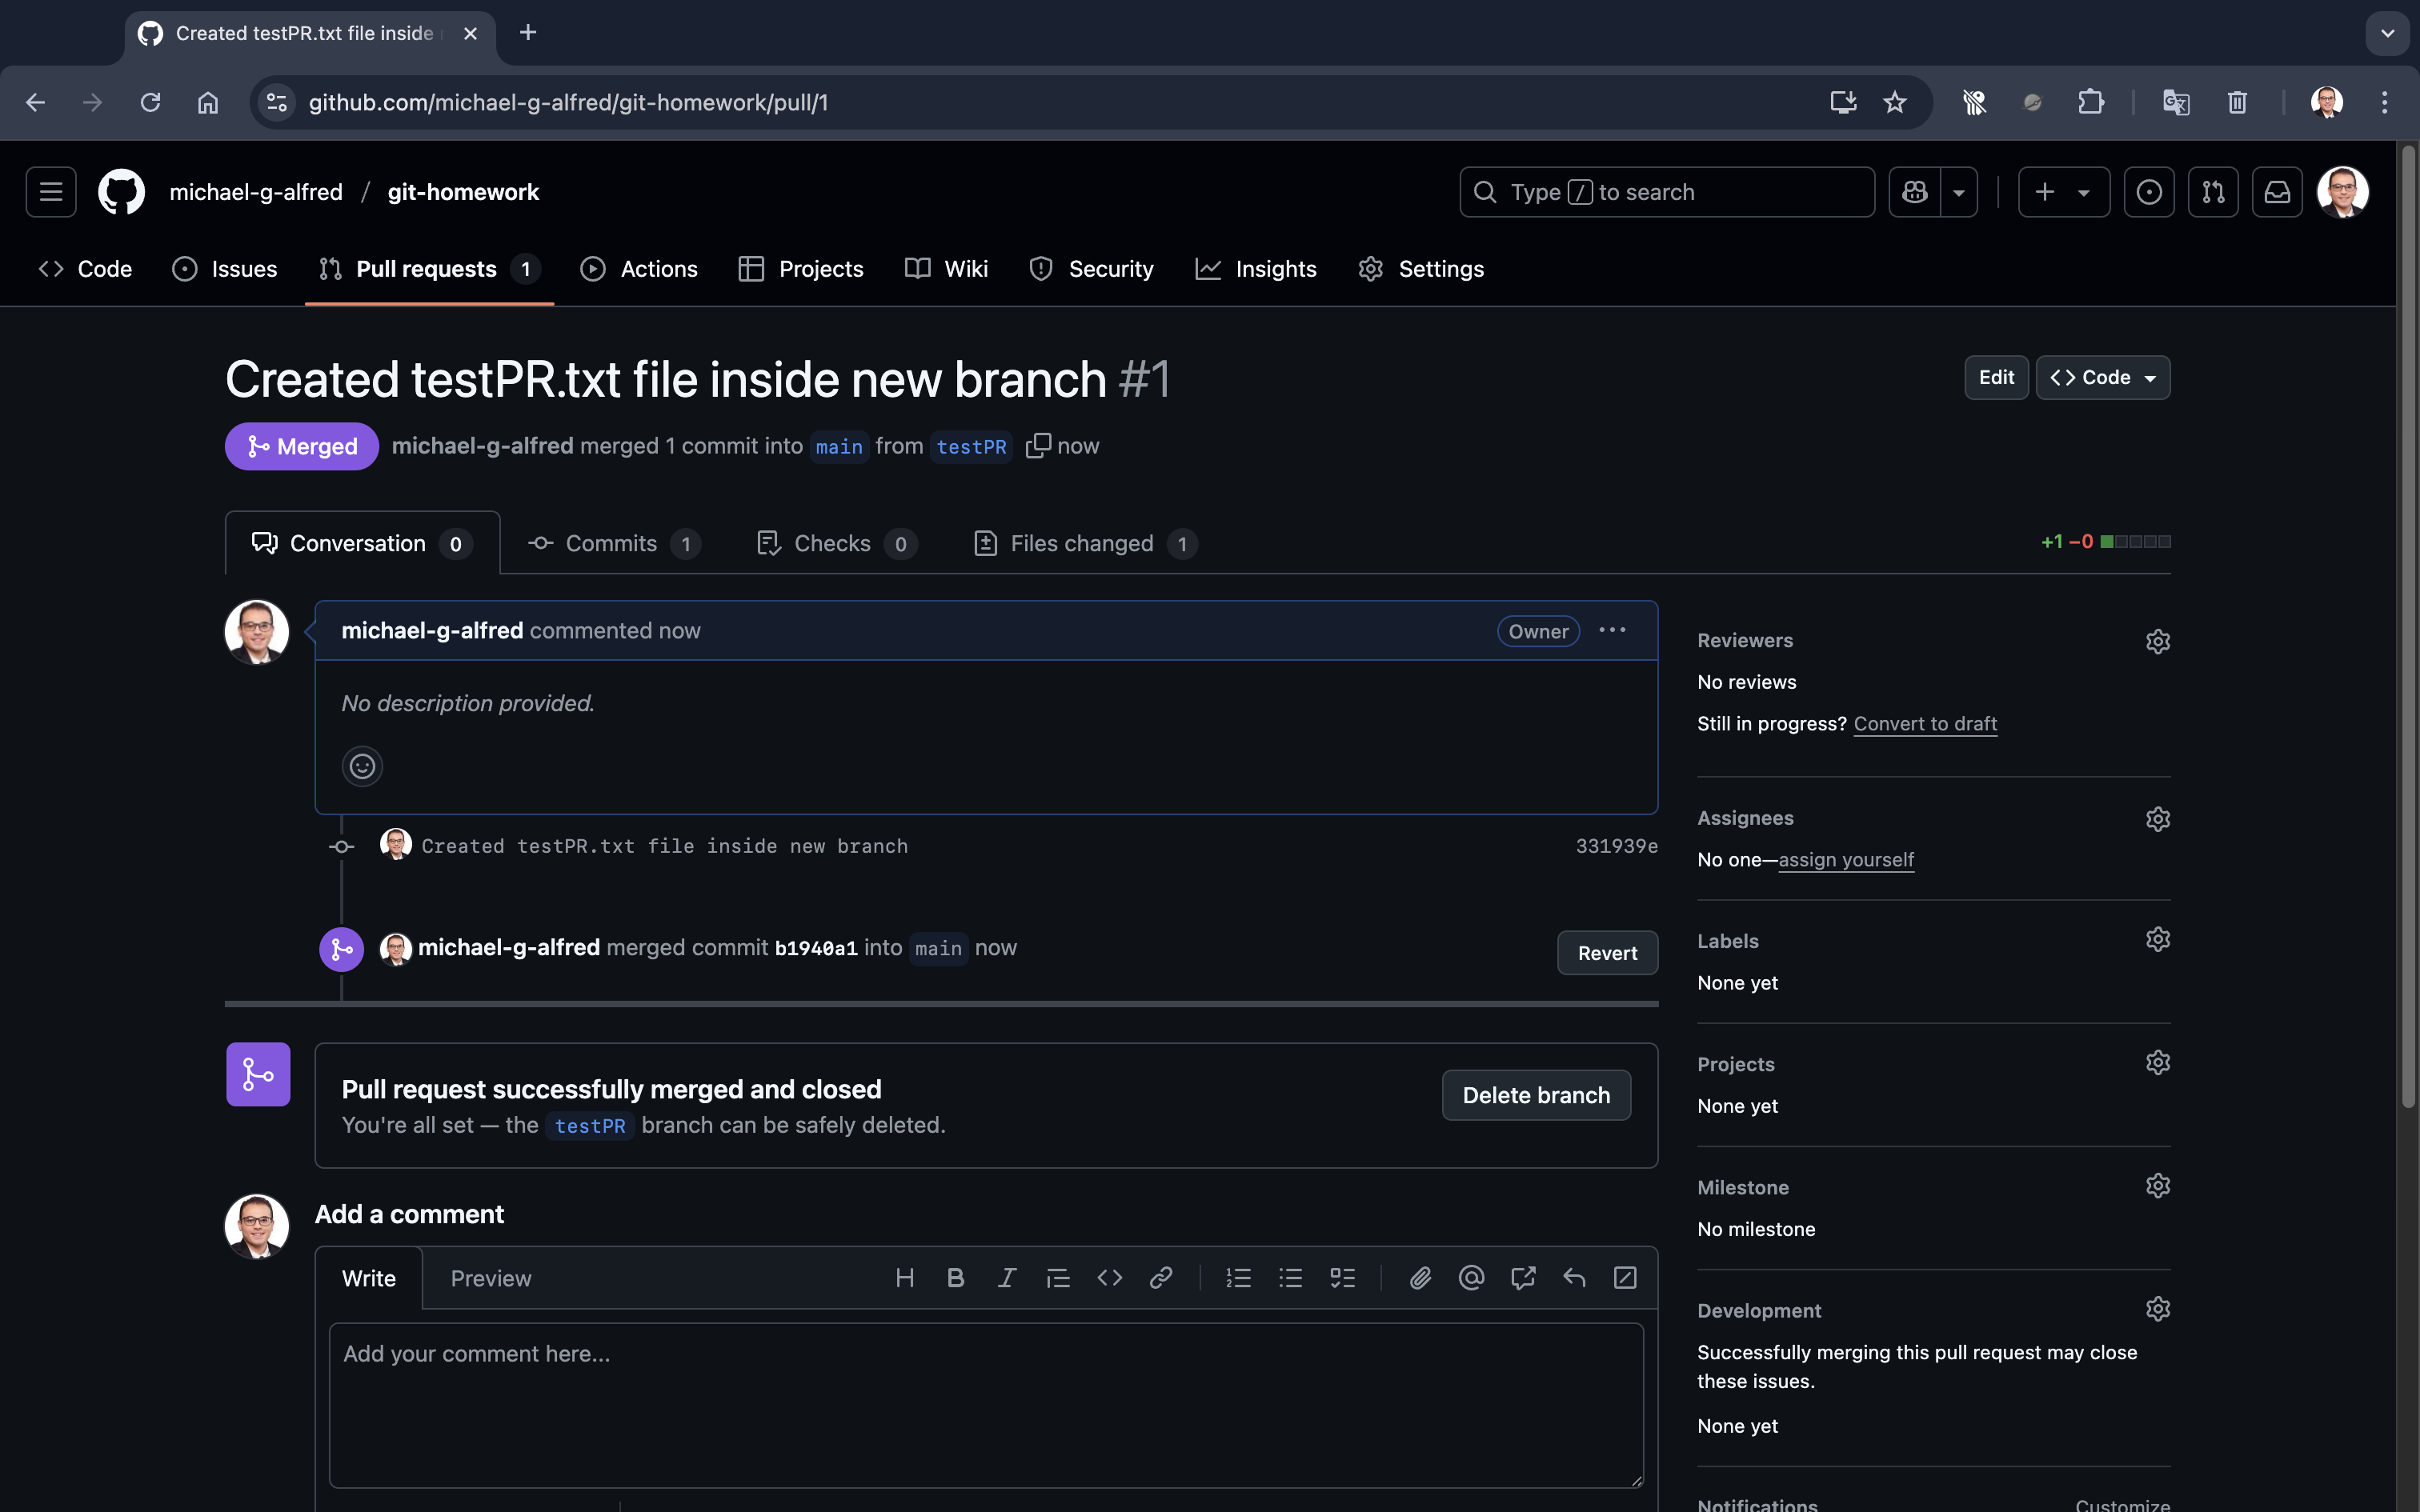 Created testPR.txt file inside
github.com/michael-g-alfred/git-homework/pull/1
michael-g-alfred / git-homework
Type / to search
Code
Issues
Pull requests 1
Actions
Projects
Wiki
Security
Insights
Settings
Created testPR.txt file inside new branch #1
Edit
Code
Merged
michael-g-alfred merged 1 commit into main from testPR now
Conversation 0
Commits 1
Checks 0
Files changed 1
+1 −0
michael-g-alfred commented now
Owner
No description provided.
Created testPR.txt file inside new branch
331939e
michael-g-alfred merged commit b1940a1 into main now
Revert
Pull request successfully merged and closed
You're all set — the testPR branch can be safely deleted.
Delete branch
Add a comment
Write
Preview
Add your comment here...
Reviewers
No reviews
Still in progress? Convert to draft
Assignees
No one—assign yourself
Labels
None yet
Projects
None yet
Milestone
No milestone
Development
Successfully merging this pull request may close
these issues.
None yet
Notifications
Customize